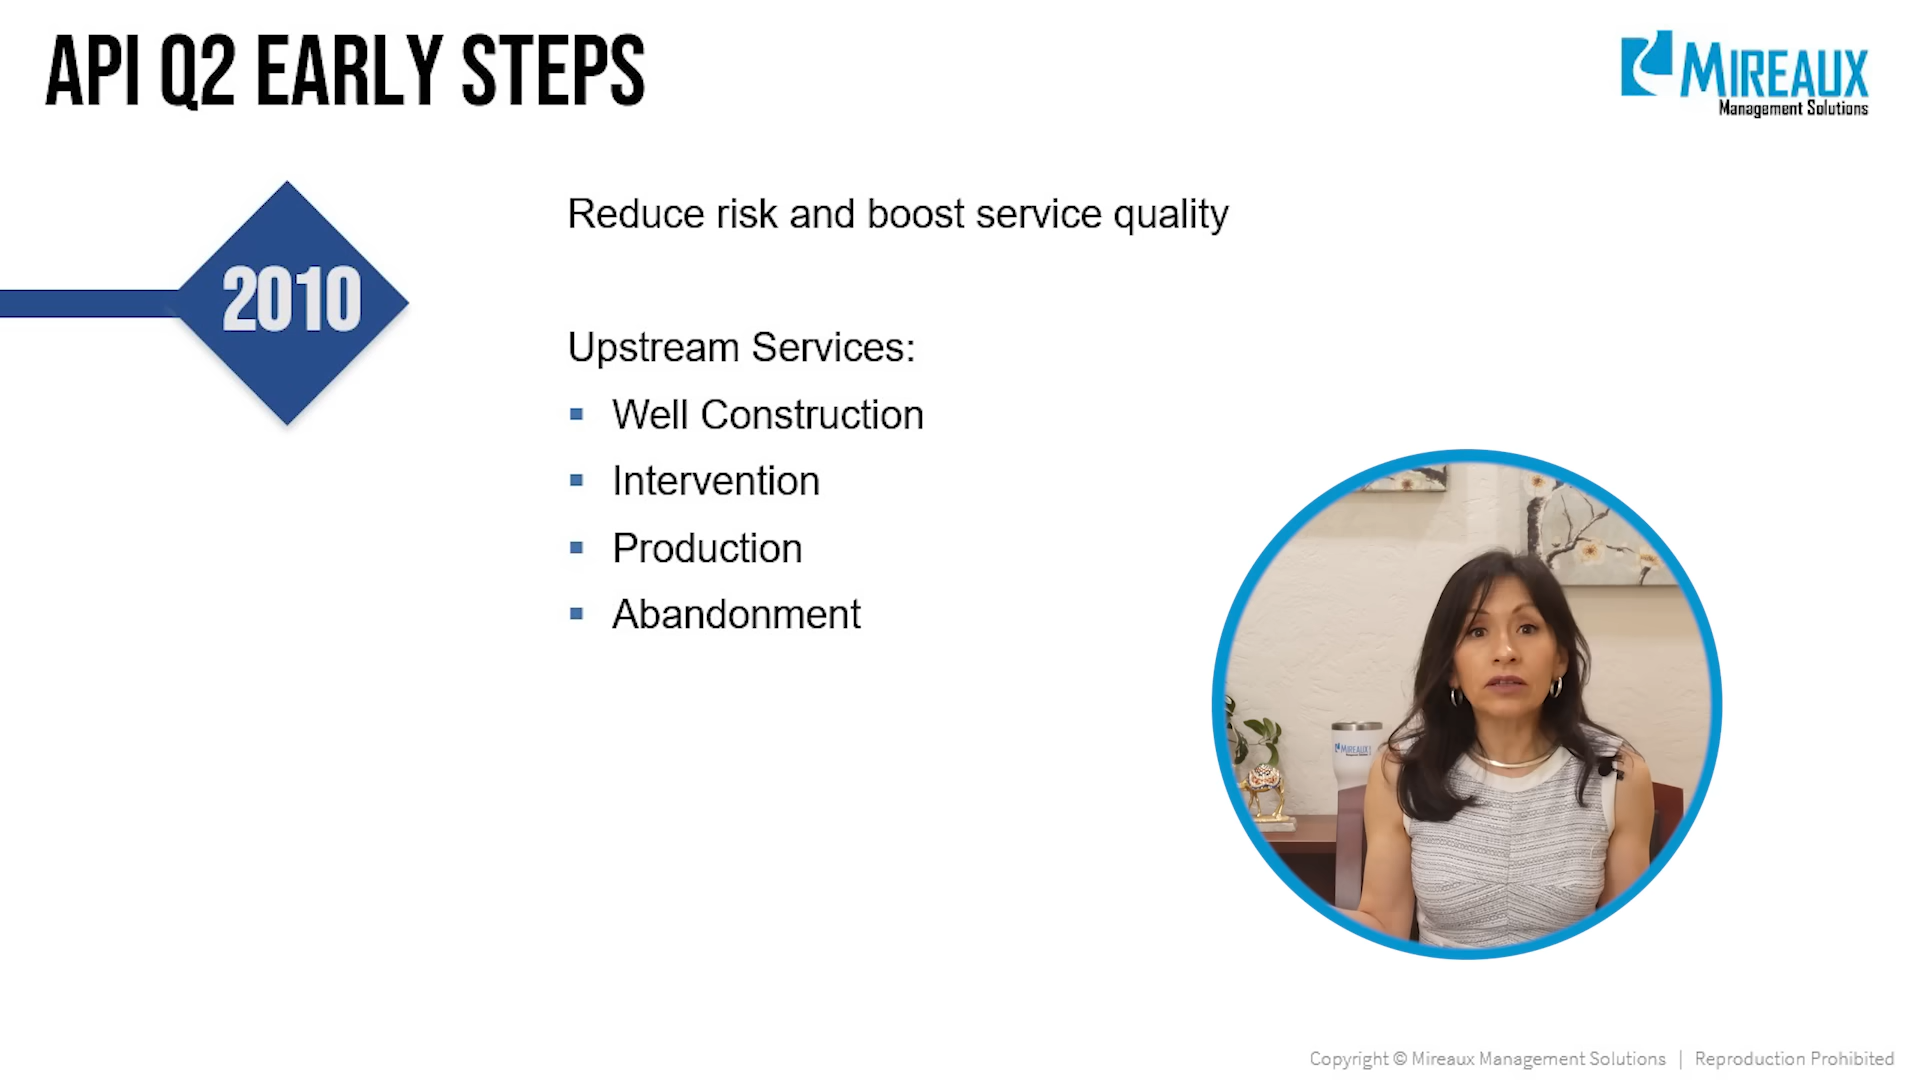 API Q2 EARLY STEPS
MIREAUX
Management Solutions
2010
Reduce risk and boost service quality
Upstream Services:
▪ Well Construction
▪ Intervention
▪ Production
▪ Abandonment
MIREAUX
Copyright © Mireaux Management Solutions | Reproduction Prohibited